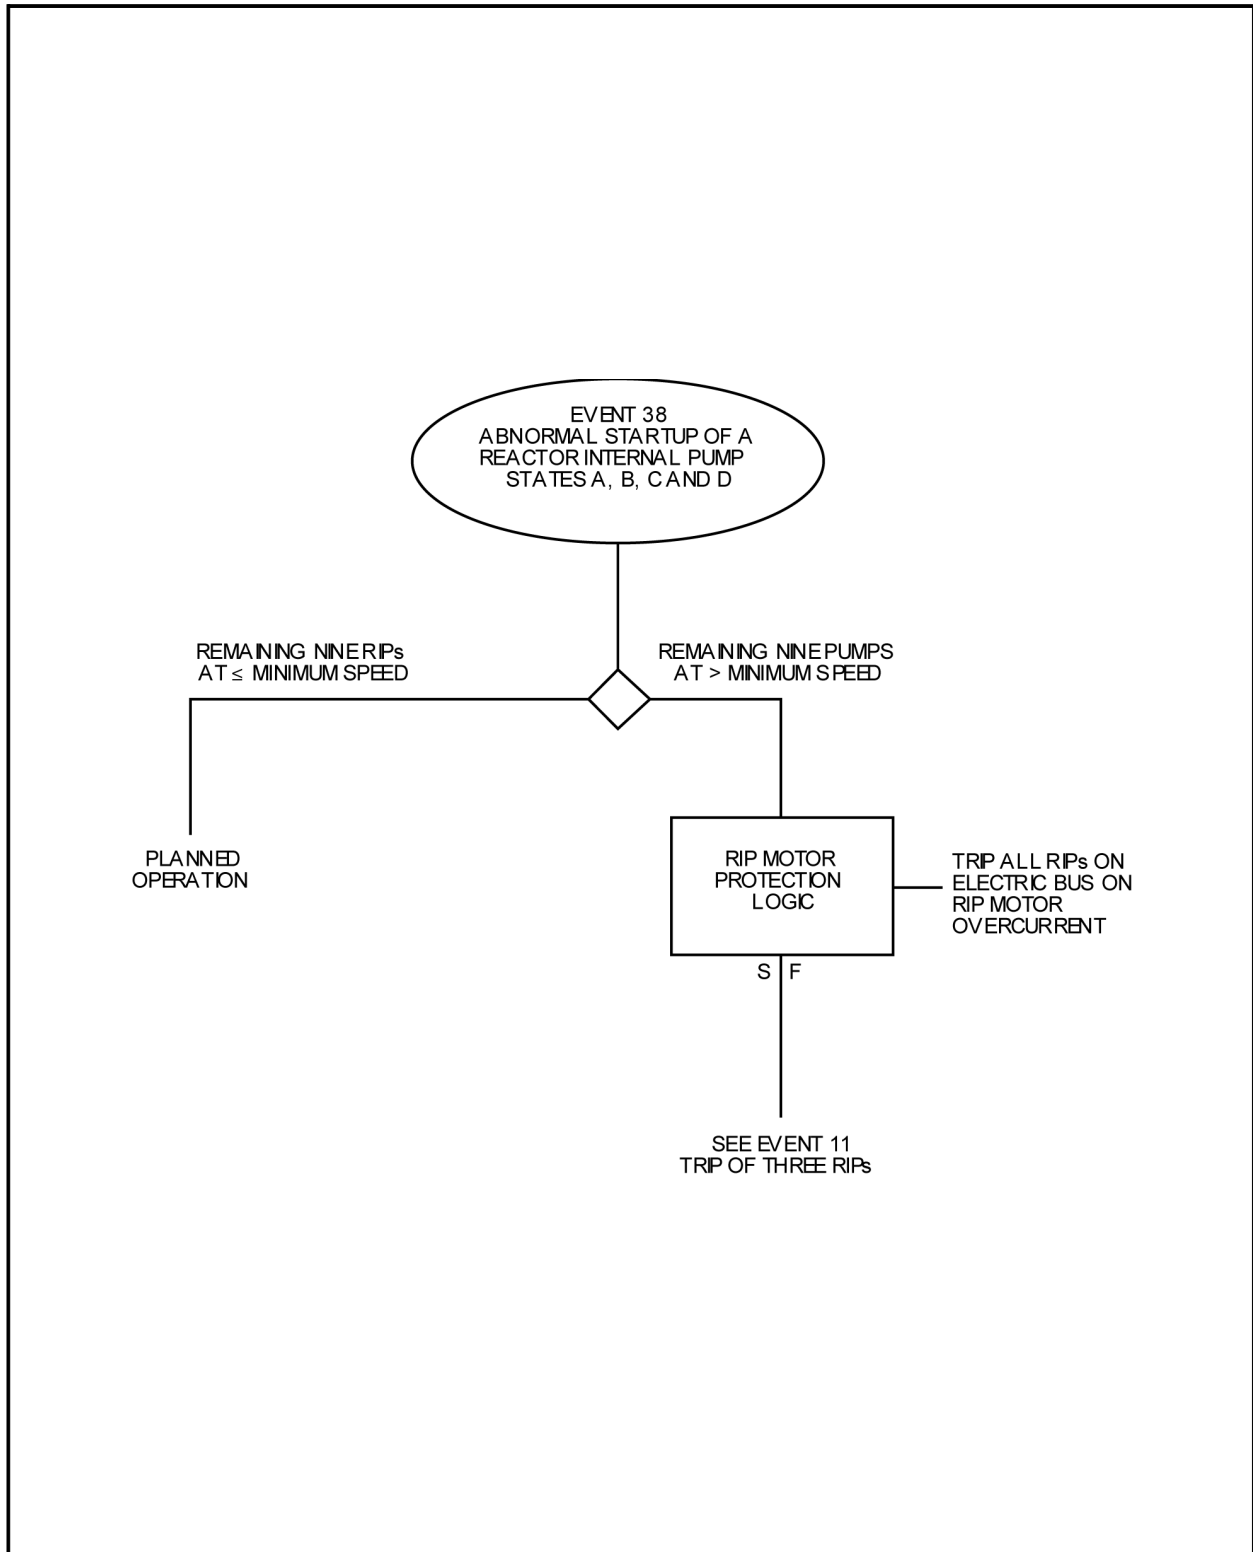 EVENT 38
ABNORMAL STARTUP OF A
REACTOR INTERNAL PUMP
STATES A, B, C AND D
REMAINING NINE RIPs
AT ≤ MINIMUM SPEED
REMAINING NINE PUMPS
AT > MINIMUM SPEED
PLANNED
OPERATION
RIP MOTOR
PROTECTION
LOGIC
TRIP ALL RIPs ON
ELECTRIC BUS ON
RIP MOTOR
OVERCURRENT
S F
SEE EVENT 11
TRIP OF THREE RIPs